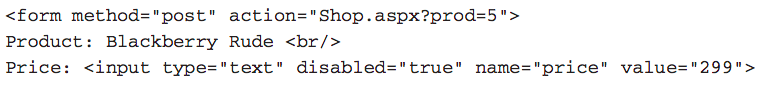 <form method="post" action="Shop.aspx?prod=5">
Product: Blackberry Rude <br/>
Price: <input type="text" disabled="true" name="price" value="299">